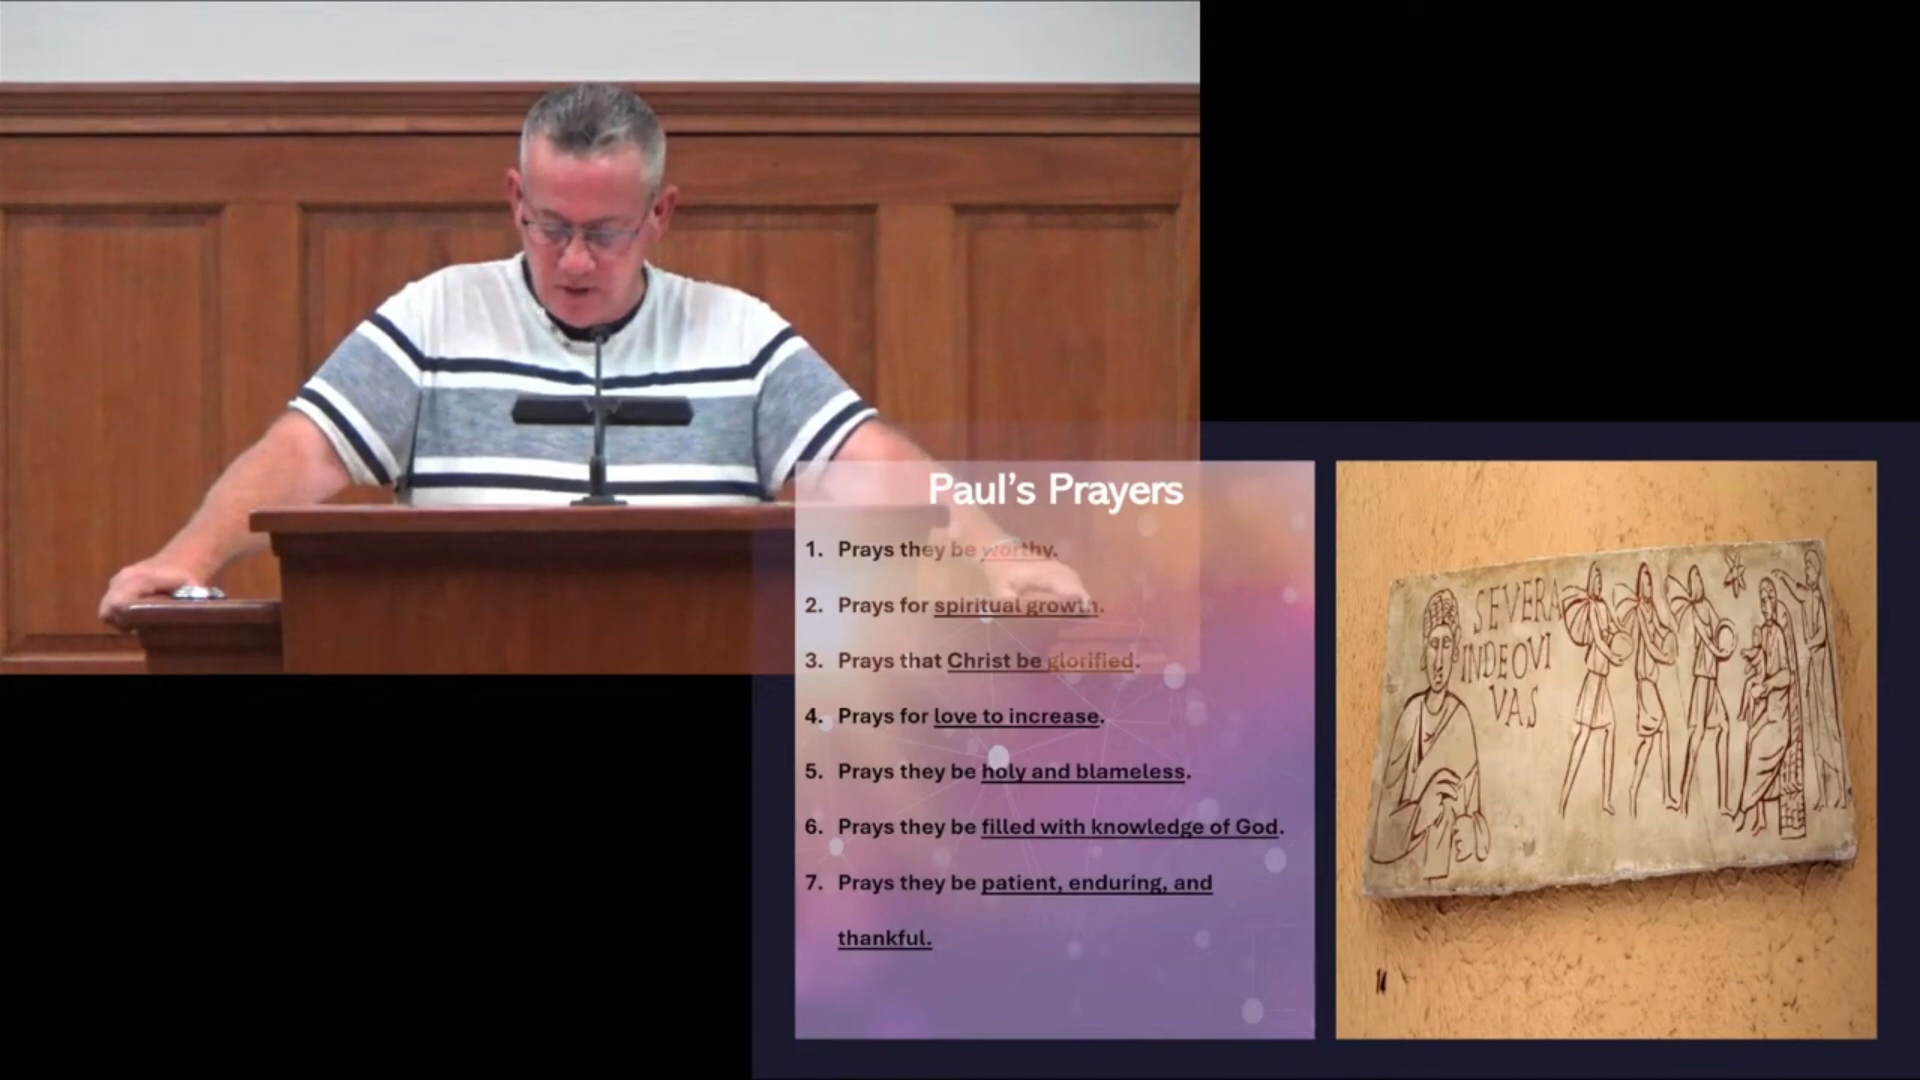 Paul's Prayers
1. Prays they be worthy.
2. Prays for spiritual growth.
3. Prays that Christ be glorified.
4. Prays for love to increase.
5. Prays they be holy and blameless.
6. Prays they be filled with knowledge of God.
7. Prays they be patient, enduring, and
thankful.
SEVERA
INDEOVI
VAS